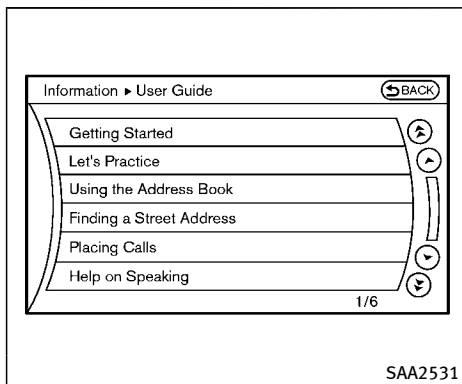 Information ▸ User Guide
BACK
Getting Started
Let's Practice
Using the Address Book
Finding a Street Address
Placing Calls
Help on Speaking
1/6
SAA2531